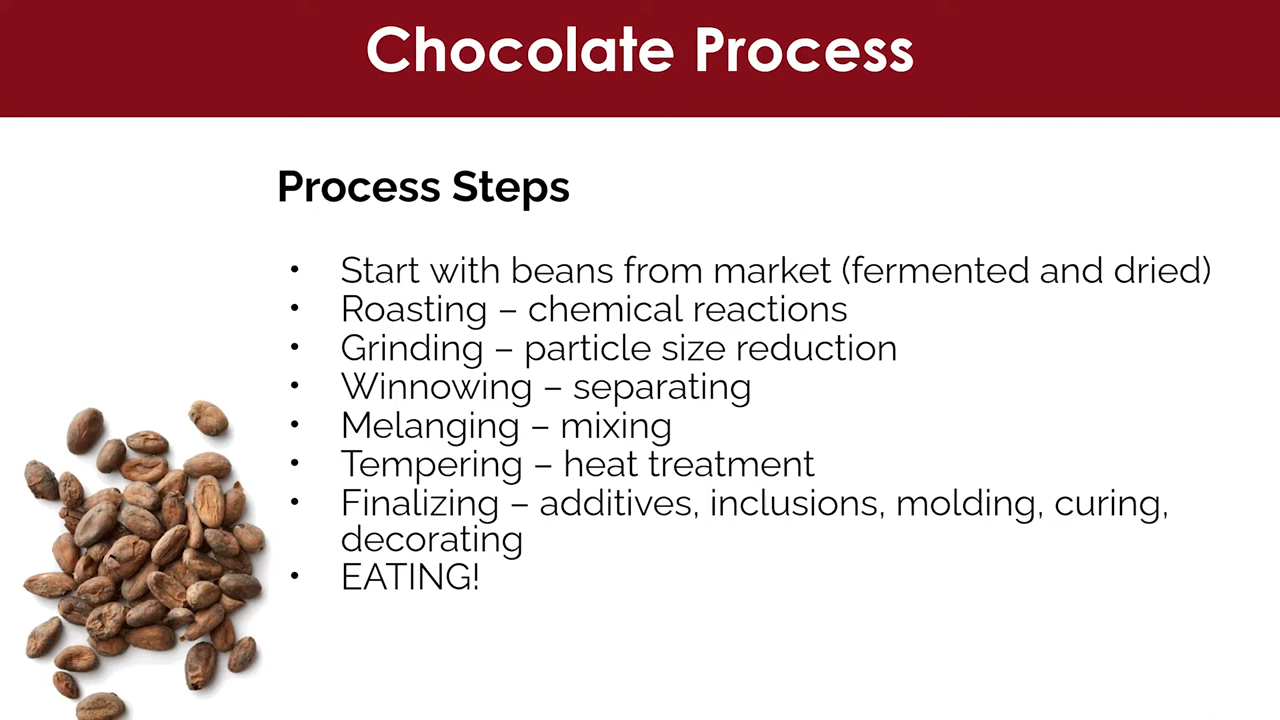 Chocolate Process
Process Steps
• Start with beans from market (fermented and dried)
• Roasting – chemical reactions
• Grinding – particle size reduction
• Winnowing – separating
• Melanging – mixing
• Tempering – heat treatment
• Finalizing – additives, inclusions, molding, curing,
decorating
• EATING!